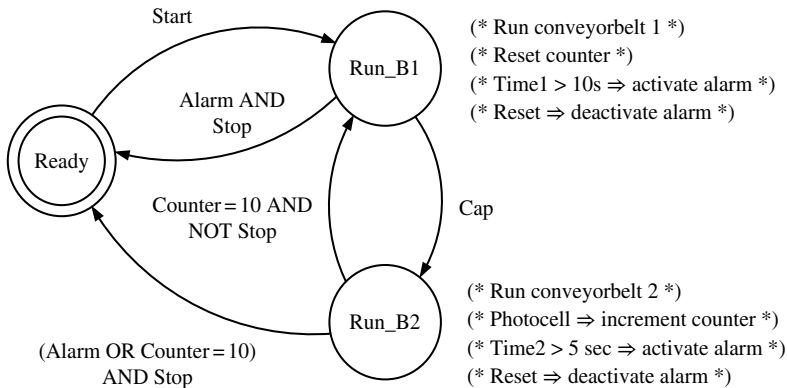 Start
Run_B1
(* Run conveyorbelt 1 *)
(* Reset counter *)
(* Time1 > 10s ⇒ activate alarm *)
(* Reset ⇒ deactivate alarm *)
Alarm AND
Stop
Ready
Counter = 10 AND
NOT Stop
Cap
Run_B2
(* Run conveyorbelt 2 *)
(* Photocell ⇒ increment counter *)
(* Time2 > 5 sec ⇒ activate alarm *)
(* Reset ⇒ deactivate alarm *)
(Alarm OR Counter = 10)
AND Stop